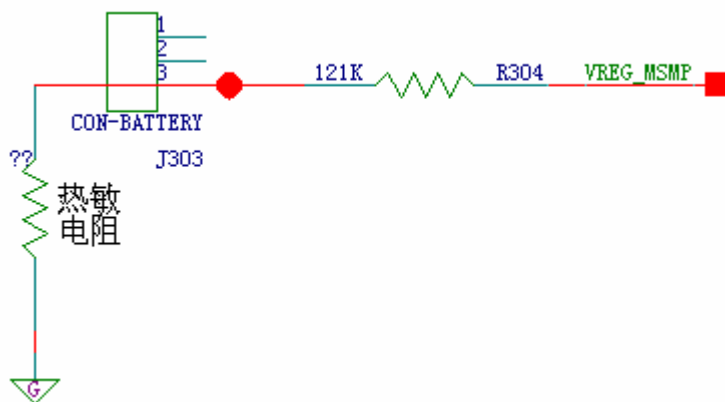 1
2
3
121K
R304
VREG_MSMP
CON-BATTERY
J303
??
热敏
电阻
G